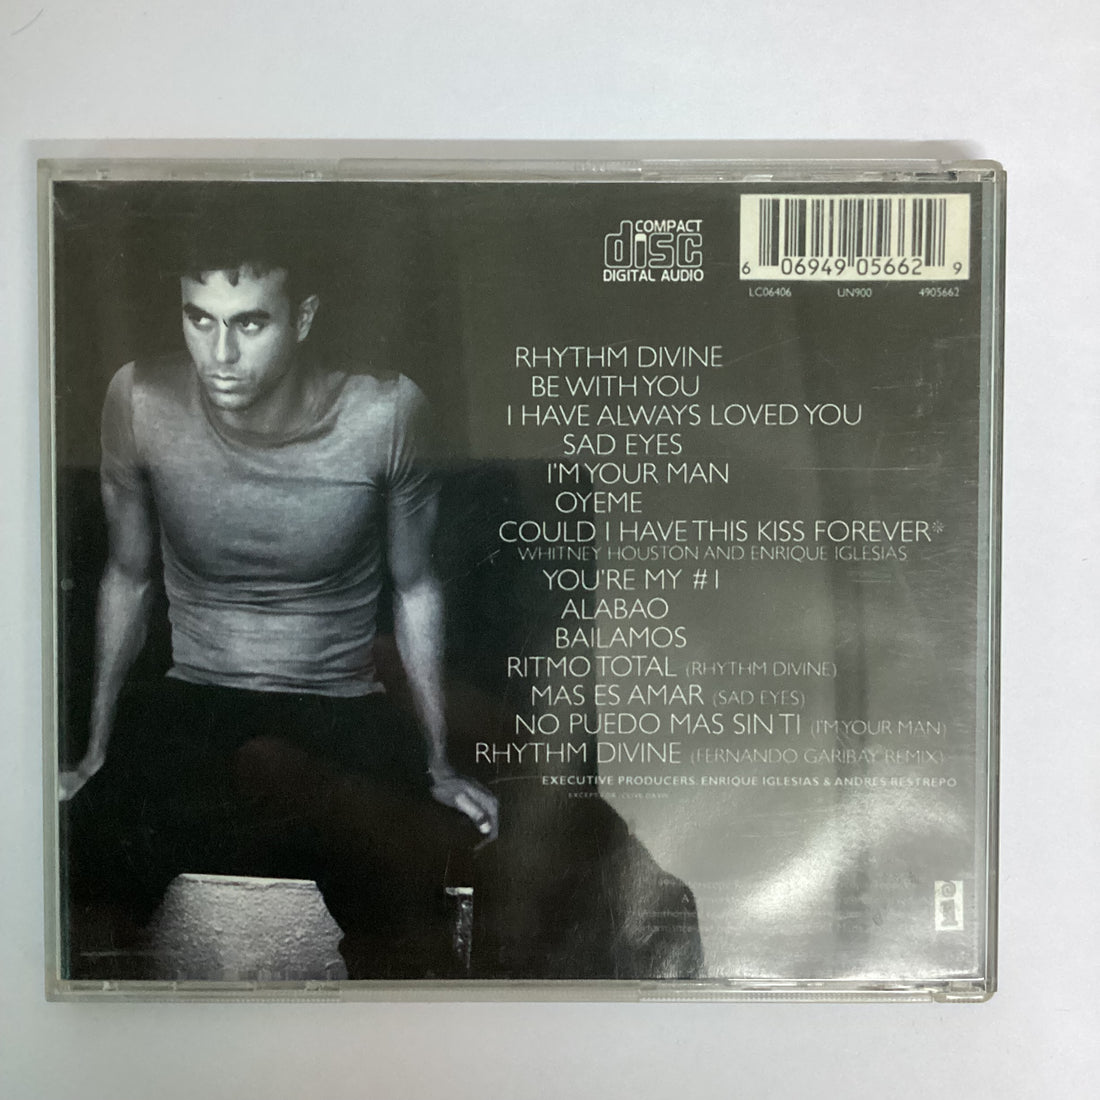 COMPACT
disc
DIGITAL AUDIO
6 06949 05662 9
LC06406 UN900 4905662
RHYTHM DIVINE
BE WITH YOU
I HAVE ALWAYS LOVED YOU
SAD EYES
I'M YOUR MAN
OYEME
COULD I HAVE THIS KISS FOREVER*
WHITNEY HOUSTON AND ENRIQUE IGLESIAS
YOU'RE MY #1
ALABAO
BAILAMOS
RITMO TOTAL (RHYTHM DIVINE)
MAS ES AMAR (SAD EYES)
NO PUEDO MAS SIN TI (I'M YOUR MAN)
RHYTHM DIVINE (FERNANDO GARIBAY REMIX)
EXECUTIVE PRODUCERS: ENRIQUE IGLESIAS & ANDRES RESTREPO
i